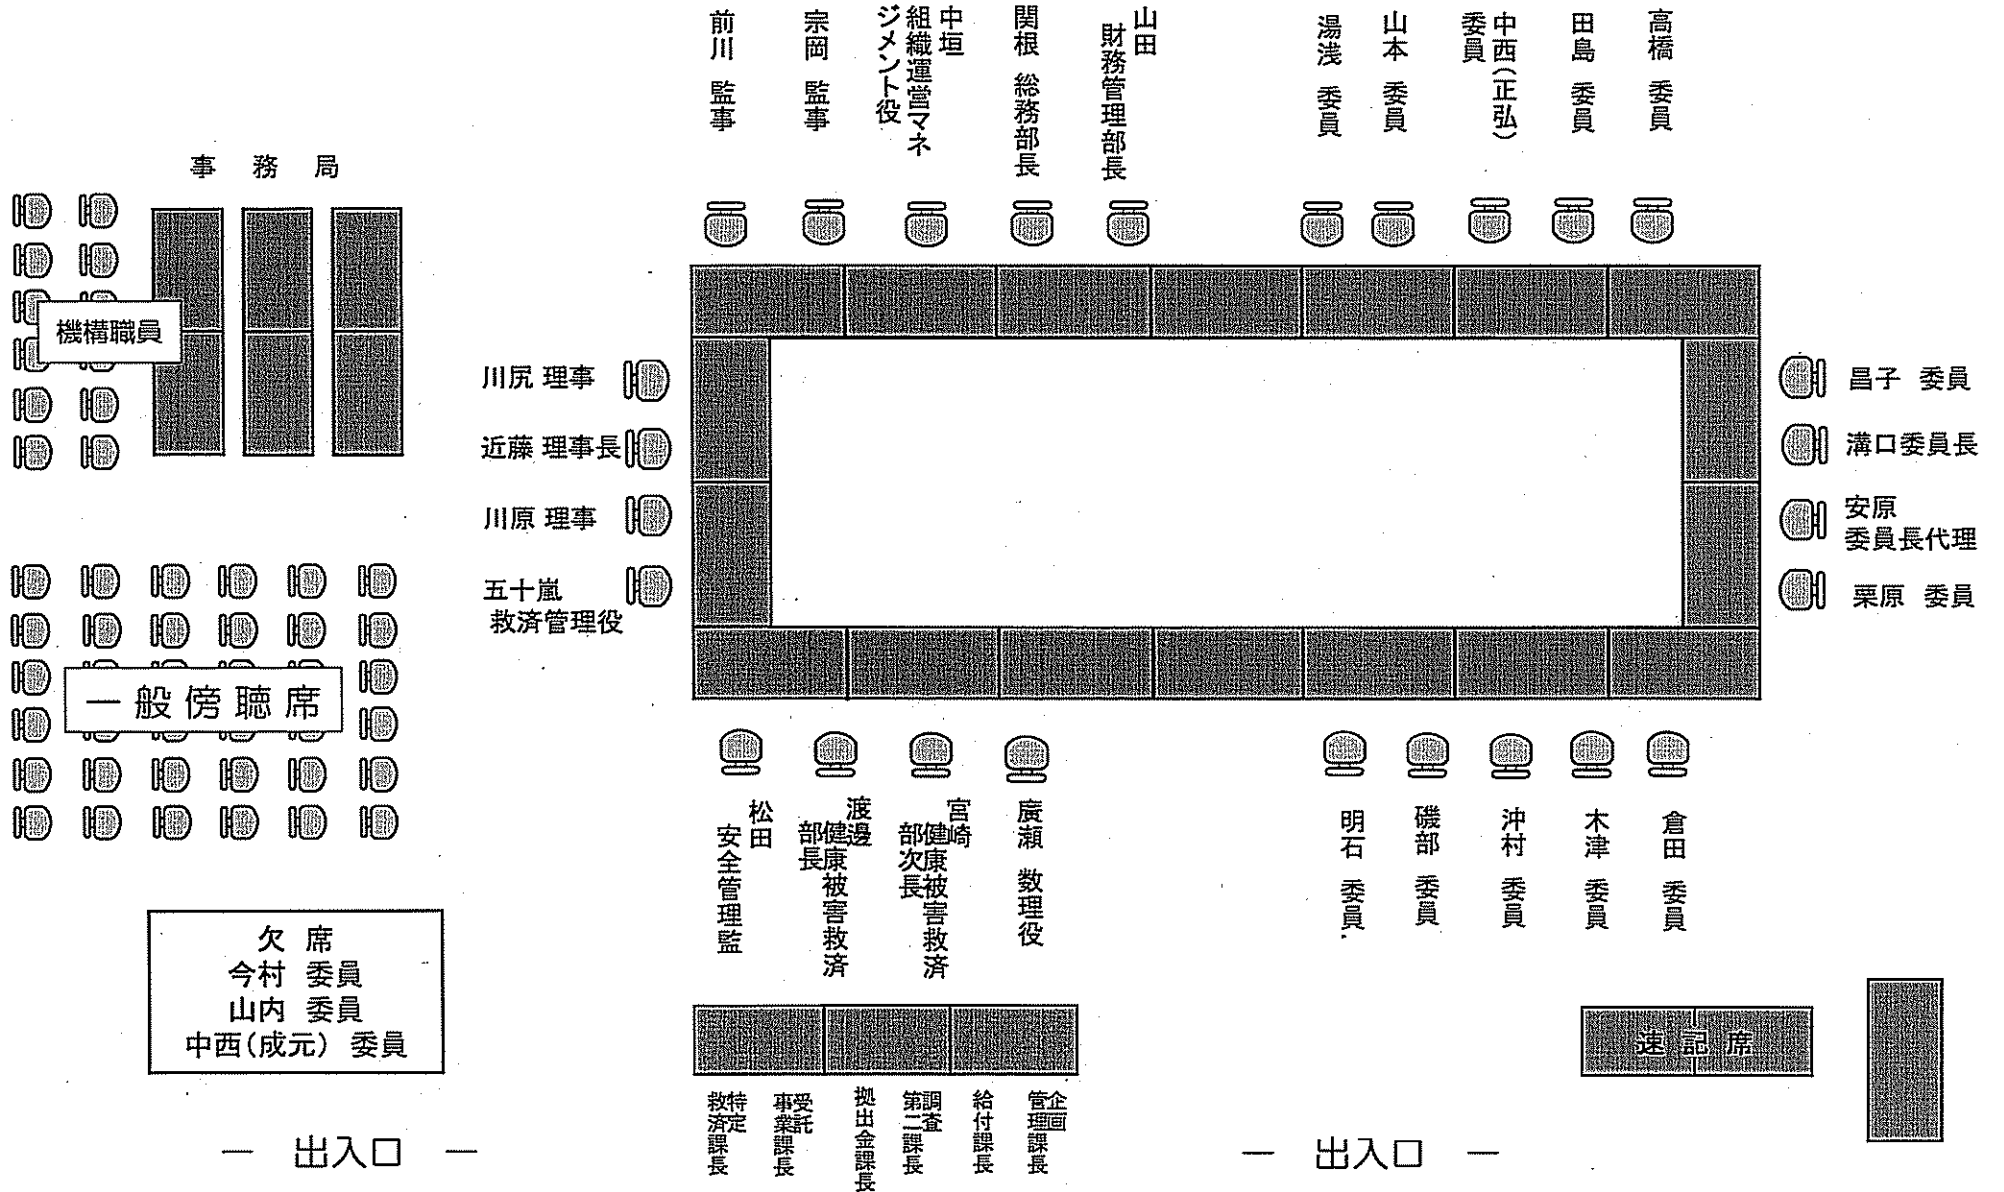 前川 監事
宗岡 監事
中垣
組織運営マネ
ジメント役
関根 総務部長
山田
財務管理部長
湯浅 委員
山本 委員
中西(正弘)
委員
田島 委員
高橋 委員
事 務 局
機構職員
川尻 理事
近藤 理事長
川原 理事
五十嵐
救済管理役
昌子 委員
溝口委員長
安原
委員長代理
栗原 委員
一 般 傍 聴 席
松田
安全管理監
渡邊
健康被害救済
部長
宮崎
健康被害救済
部次長
廣瀬 数理役
明石 委員
磯部 委員
沖村 委員
木津 委員
倉田 委員
欠 席
今村 委員
山内 委員
中西(成元) 委員
速 記 席
特定
救済課長
受託
事業課長
拠出金課長
調査
第二課長
給付課長
企画
管理課長
― 出入口 ―
― 出入口 ―